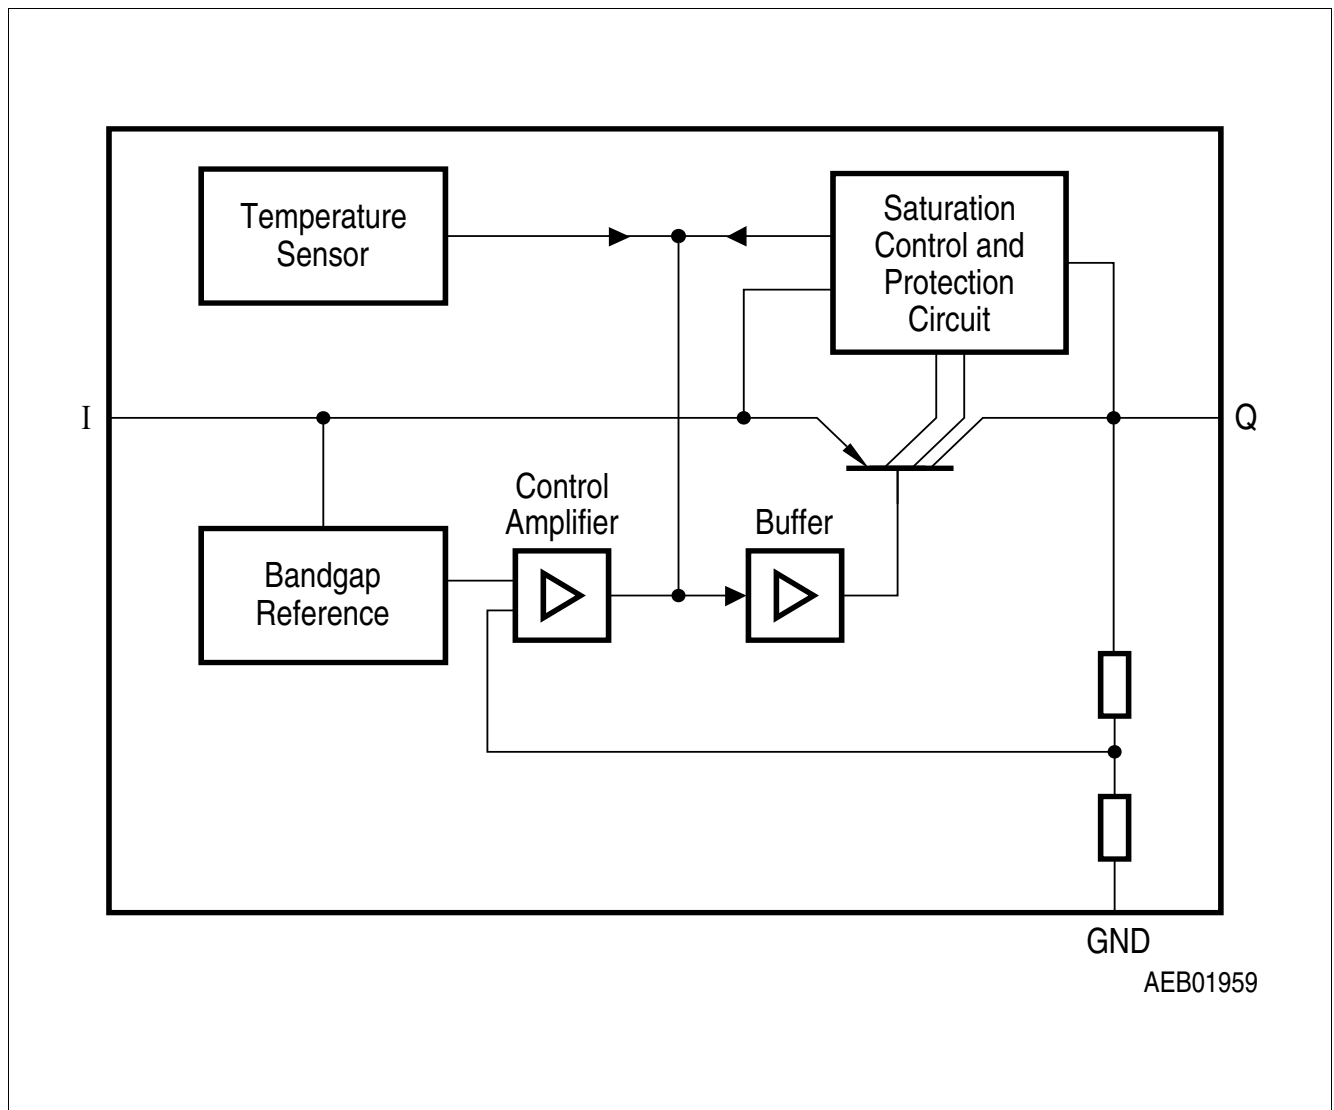 Temperature
Sensor
Saturation
Control and
Protection
Circuit
I
Q
Control
Amplifier
Buffer
Bandgap
Reference
GND
AEB01959